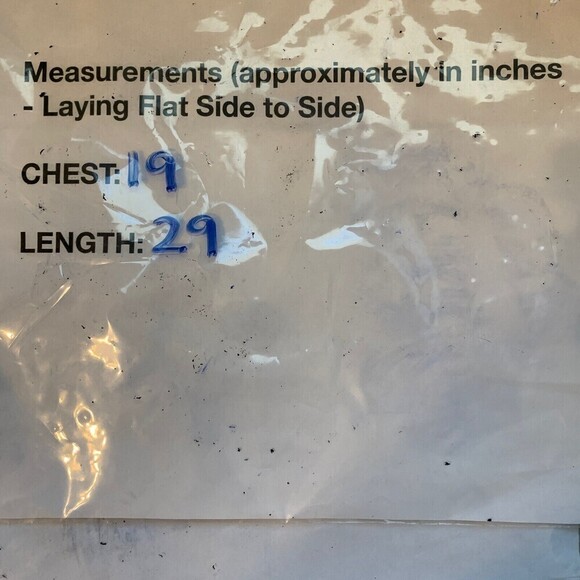 Measurements (approximately in inches
- Laying Flat Side to Side)
CHEST: 19
LENGTH: 29